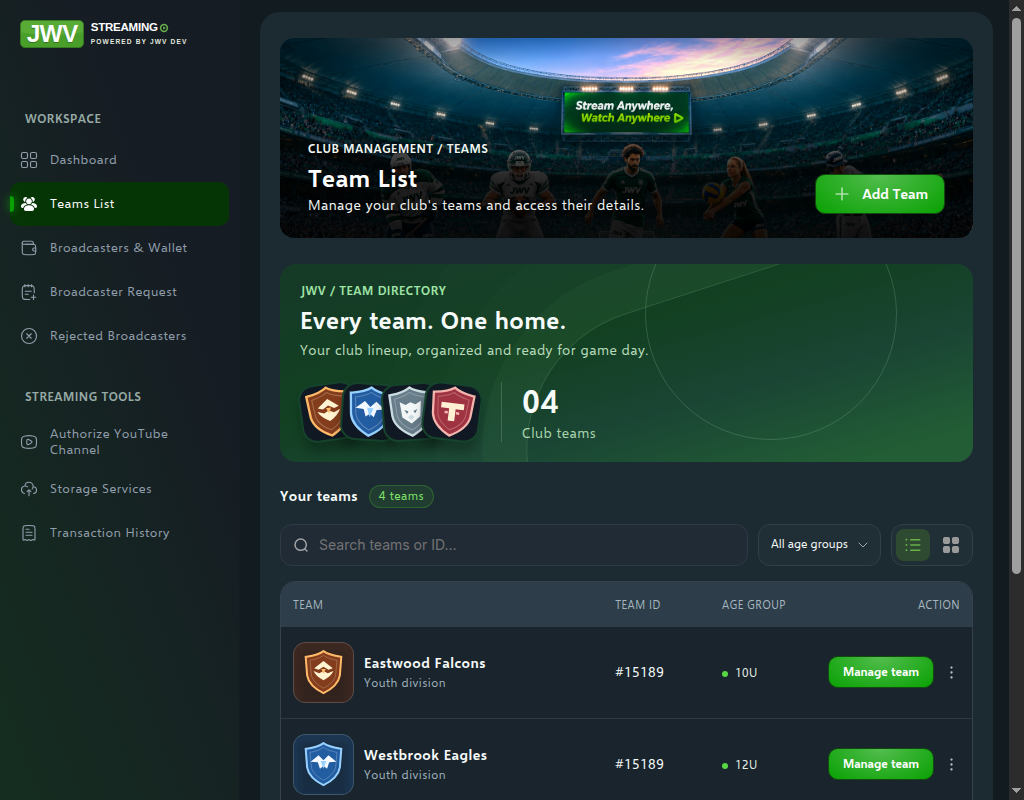 JWV STREAMING
POWERED BY JWV DEV
WORKSPACE
Dashboard
Teams List
Broadcasters & Wallet
Broadcaster Request
Rejected Broadcasters
STREAMING TOOLS
Authorize YouTube
Channel
Storage Services
Transaction History
Stream Anywhere,
Watch Anywhere
CLUB MANAGEMENT / TEAMS
Team List
Manage your club's teams and access their details.
Add Team
JWV / TEAM DIRECTORY
Every team. One home.
Your club lineup, organized and ready for game day.
T
04
Club teams
Your teams
4 teams
Search teams or ID...
All age groups
TEAM TEAM ID AGE GROUP ACTION
Eastwood Falcons
Youth division
#15189
10U
Manage team
Westbrook Eagles
Youth division
#15189
12U
Manage team